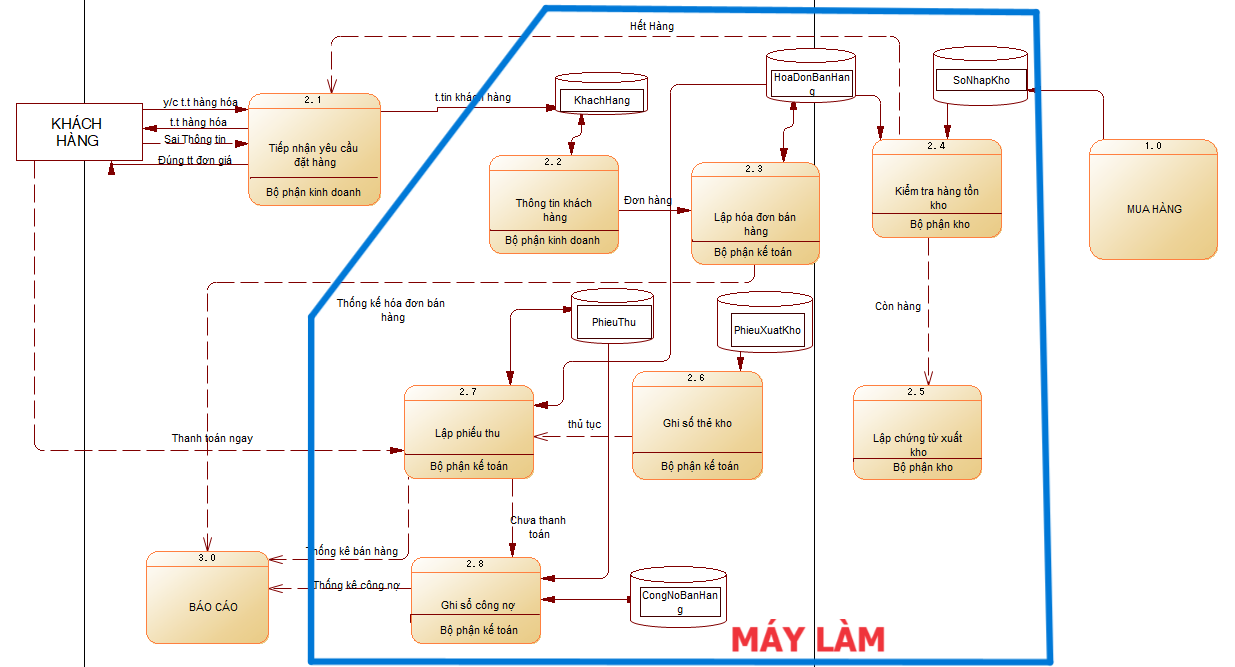 Hết Hàng
HoaDonBanHan
g
SoNhapKho
KhachHang
KHÁCH
HÀNG
y/c t.t hàng hóa
t.t hàng hóa
Sai Thông tin
Đúng tt đơn giá
2.1
Tiếp nhận yêu cầu
đặt hàng
Bộ phận kinh doanh
t.tin khách hàng
2.2
Thông tin khách
hàng
Bộ phận kinh doanh
Đơn hàng
2.3
Lập hóa đơn bán
hàng
Bộ phận kế toán
2.4
Kiểm tra hàng tồn
kho
Bộ phận kho
1.0
MUA HÀNG
Thống kế hóa đơn bán
hàng
PhieuThu
PhieuXuatKho
Còn hàng
2.7
Lập phiếu thu
Bộ phận kế toán
thủ tục
2.6
Ghi số thẻ kho
Bộ phận kế toán
2.5
Lập chứng từ xuất
kho
Bộ phận kho
Thanh toán ngay
Chưa thanh
toán
Thống kê bán hàng
Thống kê công nợ
3.0
BÁO CÁO
2.8
Ghi sổ công nợ
Bộ phận kế toán
CongNoBanHan
g
MÁY LÀM